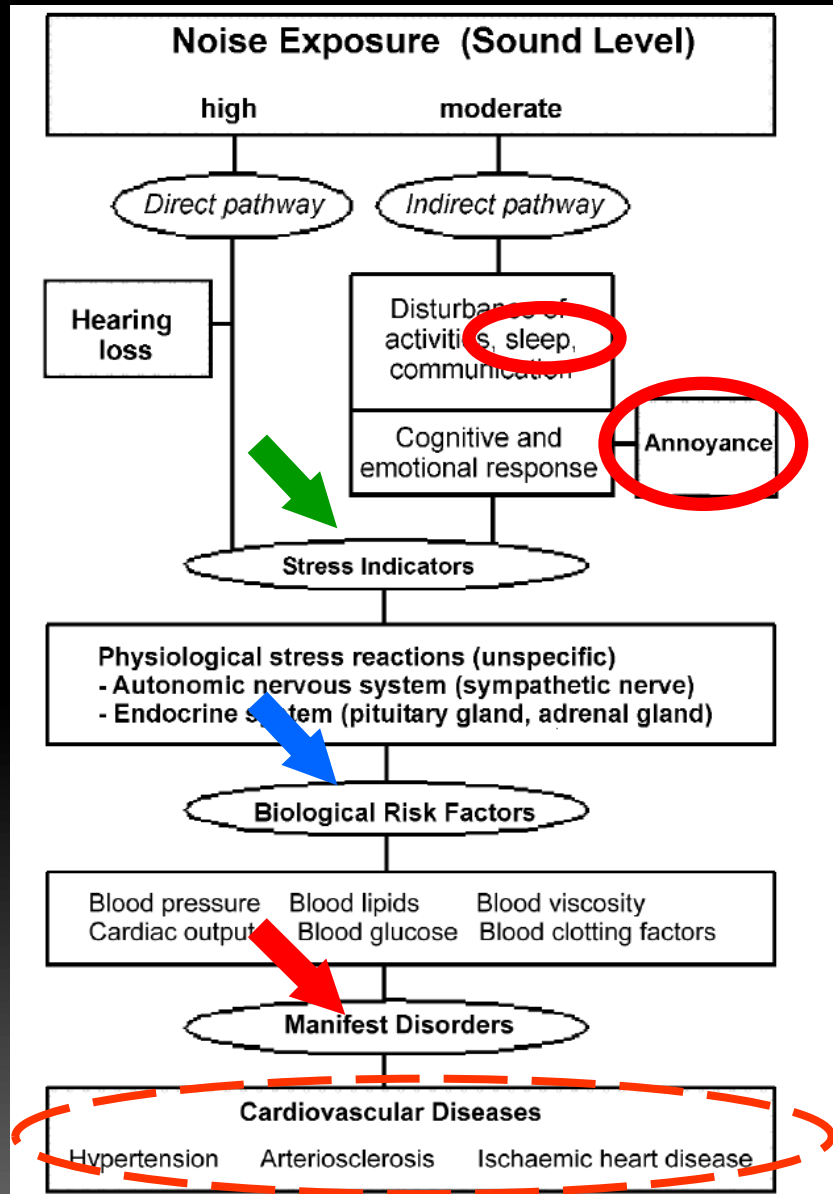 Noise Exposure (Sound Level)
high moderate
Direct pathway Indirect pathway
Hearing
loss
Disturbance of
activities, sleep,
communication
Cognitive and
emotional response
Annoyance
Stress Indicators
Physiological stress reactions (unspecific)
- Autonomic nervous system (sympathetic nerve)
- Endocrine system (pituitary gland, adrenal gland)
Biological Risk Factors
Blood pressure Blood lipids Blood viscosity
Cardiac output Blood glucose Blood clotting factors
Manifest Disorders
Cardiovascular Diseases
Hypertension Arteriosclerosis Ischaemic heart disease